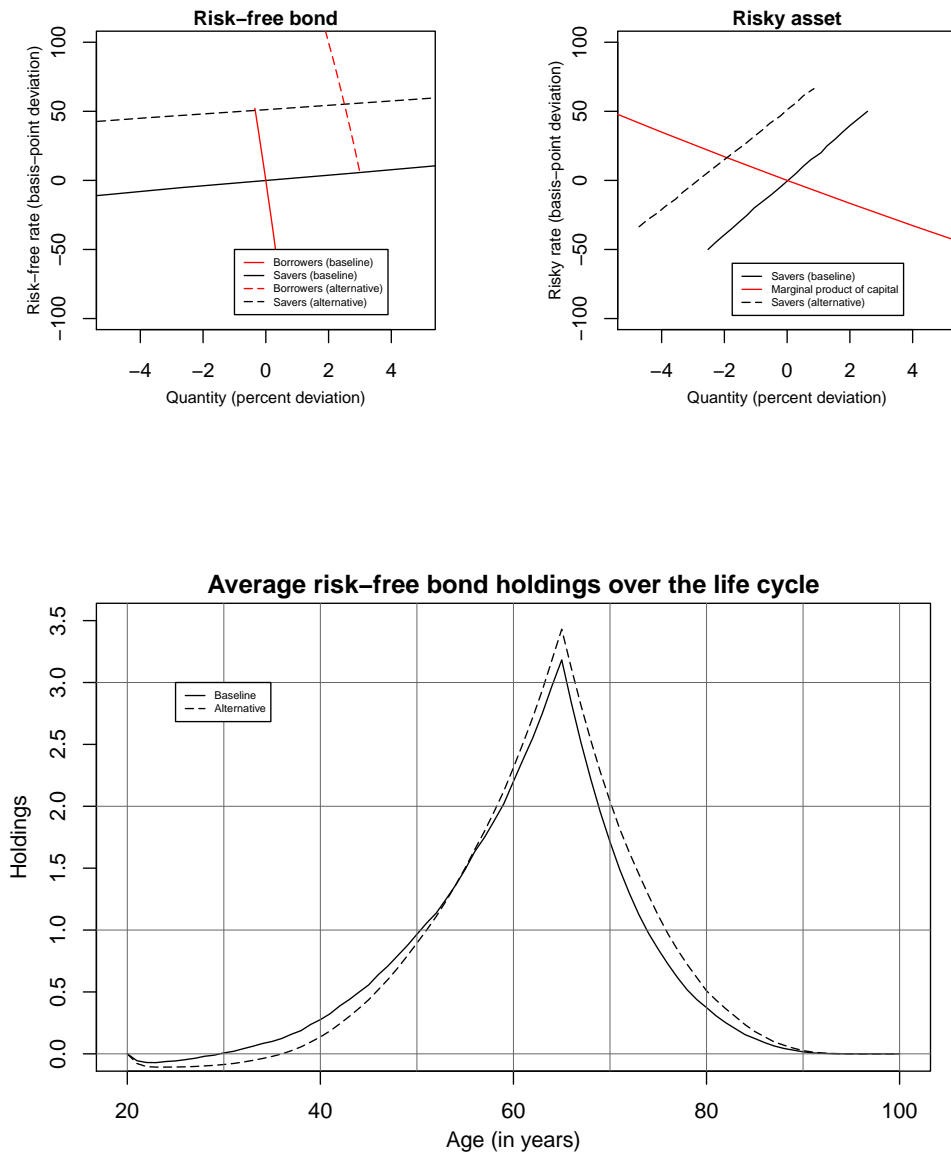 Risk−free bond
Risk−free rate (basis−point deviation)
100
50
0
−50
−100
Borrowers (baseline)
Savers (baseline)
Borrowers (alternative)
Savers (alternative)
−4 −2 0 2 4
Quantity (percent deviation)
Risky asset
Risky rate (basis−point deviation)
100
50
0
−50
−100
Savers (baseline)
Marginal product of capital
Savers (alternative)
−4 −2 0 2 4
Quantity (percent deviation)
Average risk−free bond holdings over the life cycle
Holdings
3.5
3.0
2.5
2.0
1.5
1.0
0.5
0.0
Baseline
Alternative
20 40 60 80 100
Age (in years)